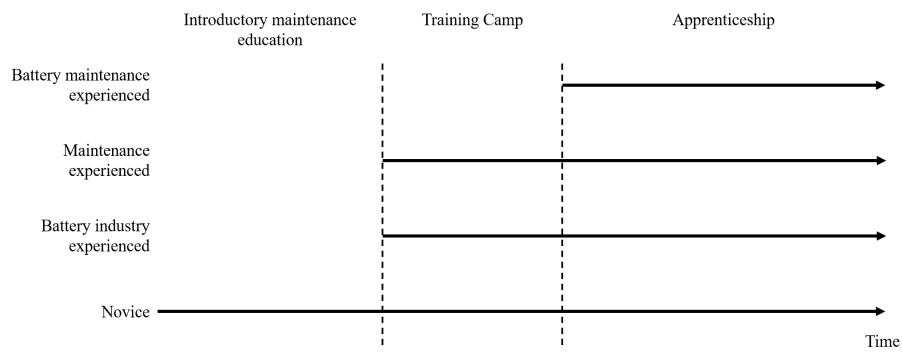 Introductory maintenance
education
Training Camp
Apprenticeship
Battery maintenance
experienced
Maintenance
experienced
Battery industry
experienced
Novice
Time